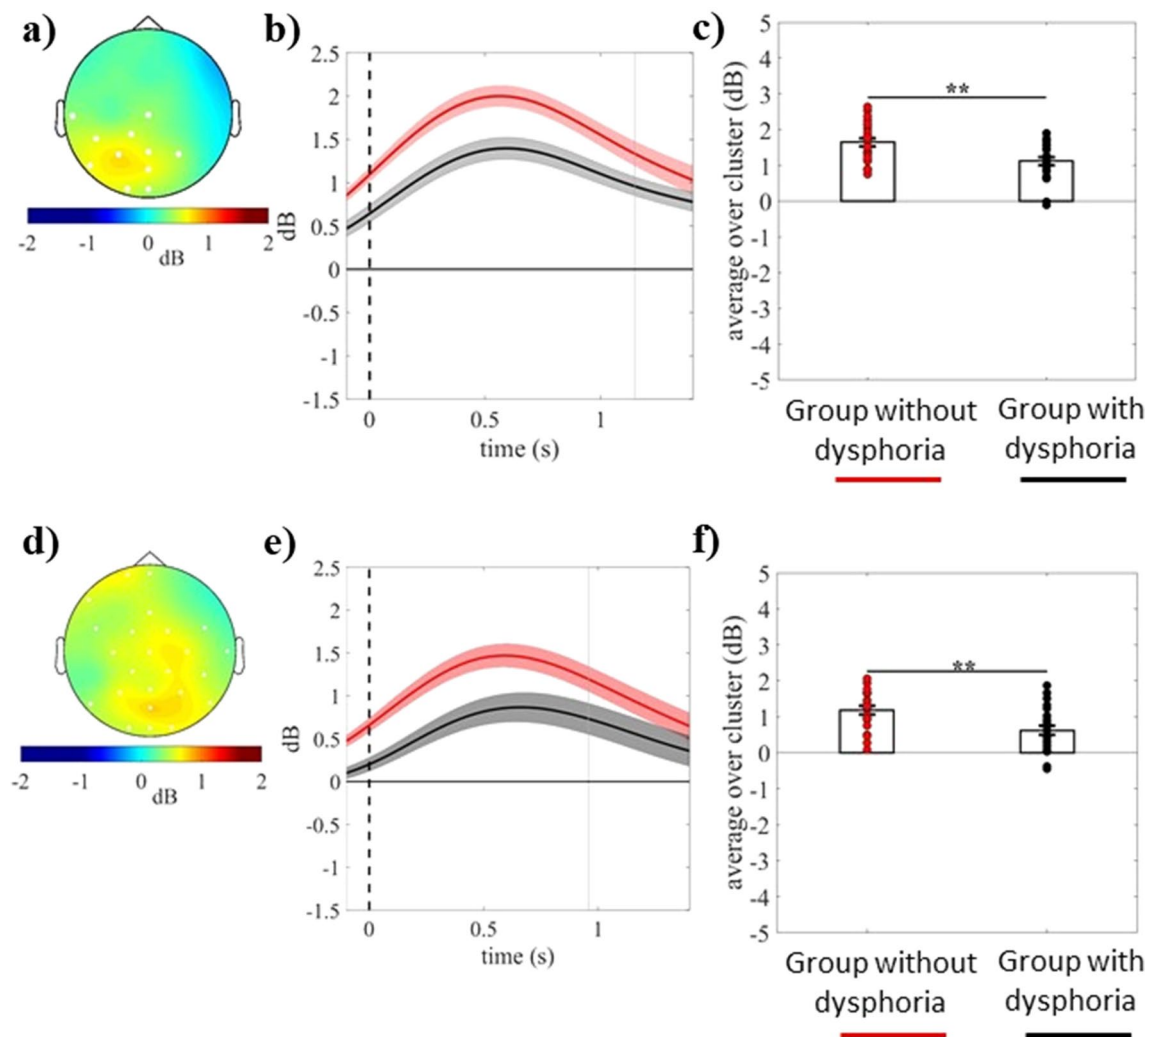 a)
-2 -1 0 1 2
dB
b)
2.5
2
1.5
1
0.5
0
-0.5
-1
-1.5
dB
0 0.5 1
time (s)
c)
5
4
3
2
1
0
-1
-2
-3
-4
-5
average over cluster (dB)
**
Group without
dysphoria
Group with
dysphoria
d)
-2 -1 0 1 2
dB
e)
2.5
2
1.5
1
0.5
0
-0.5
-1
-1.5
dB
0 0.5 1
time (s)
f)
5
4
3
2
1
0
-1
-2
-3
-4
-5
average over cluster (dB)
**
Group without
dysphoria
Group with
dysphoria